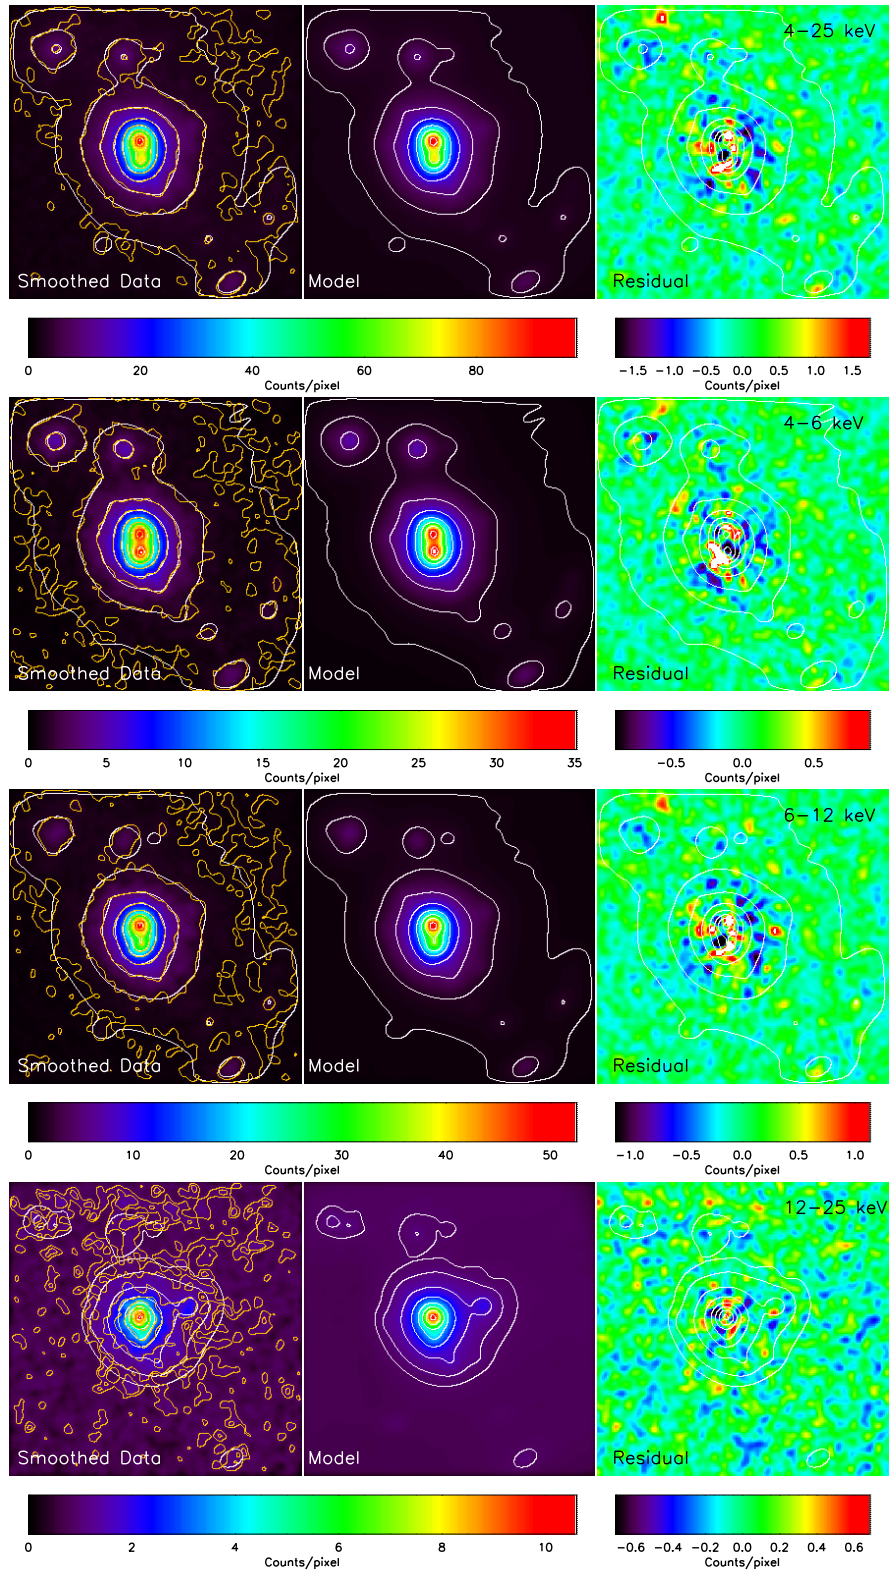 4-25 keV
Smoothed Data Model Residual
0 20 40 60 80 -1.5 -1.0 -0.5 0.0 0.5 1.0 1.5
Counts/pixel Counts/pixel
4-6 keV
Smoothed Data Model Residual
0 5 10 15 20 25 30 35 -0.5 0.0 0.5
Counts/pixel Counts/pixel
6-12 keV
Smoothed Data Model Residual
0 10 20 30 40 50 -1.0 -0.5 0.0 0.5 1.0
Counts/pixel Counts/pixel
12-25 keV
Smoothed Data Model Residual
0 2 4 6 8 10 -0.6 -0.4 -0.2 0.0 0.2 0.4 0.6
Counts/pixel Counts/pixel